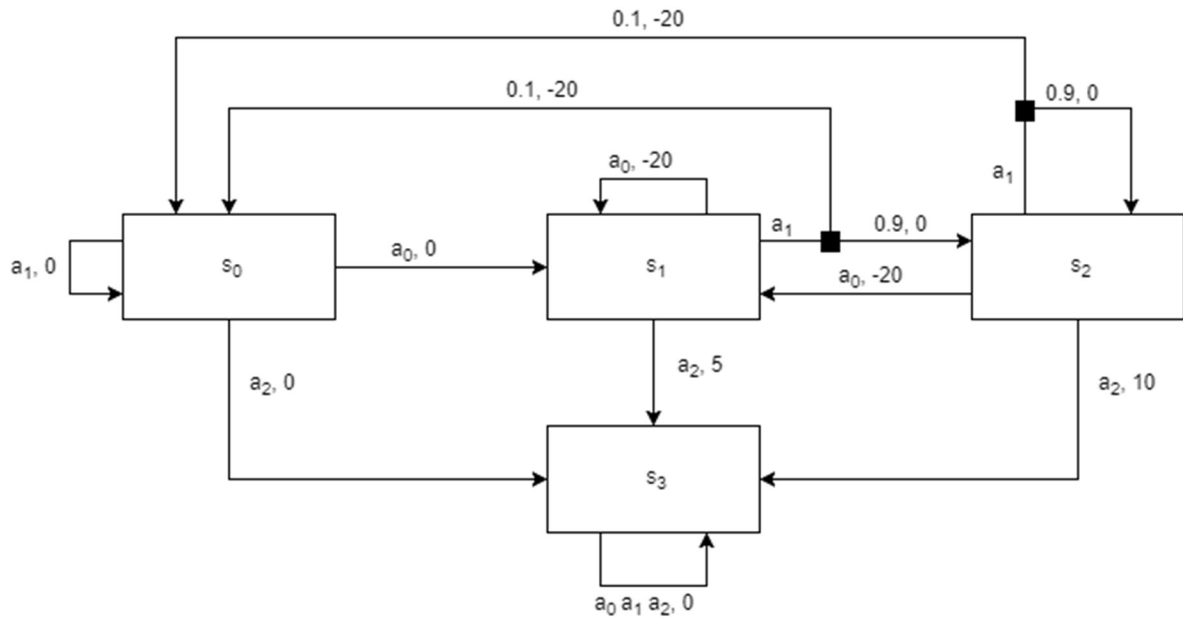 0.1, -20
0.1, -20
0.9, 0
a₀, -20
a₁
a₁
0.9, 0
a₀, 0
a₁, 0
s₀
s₁
s₂
a₀, -20
a₂, 0
a₂, 5
a₂, 10
s₃
a₀ a₁ a₂, 0